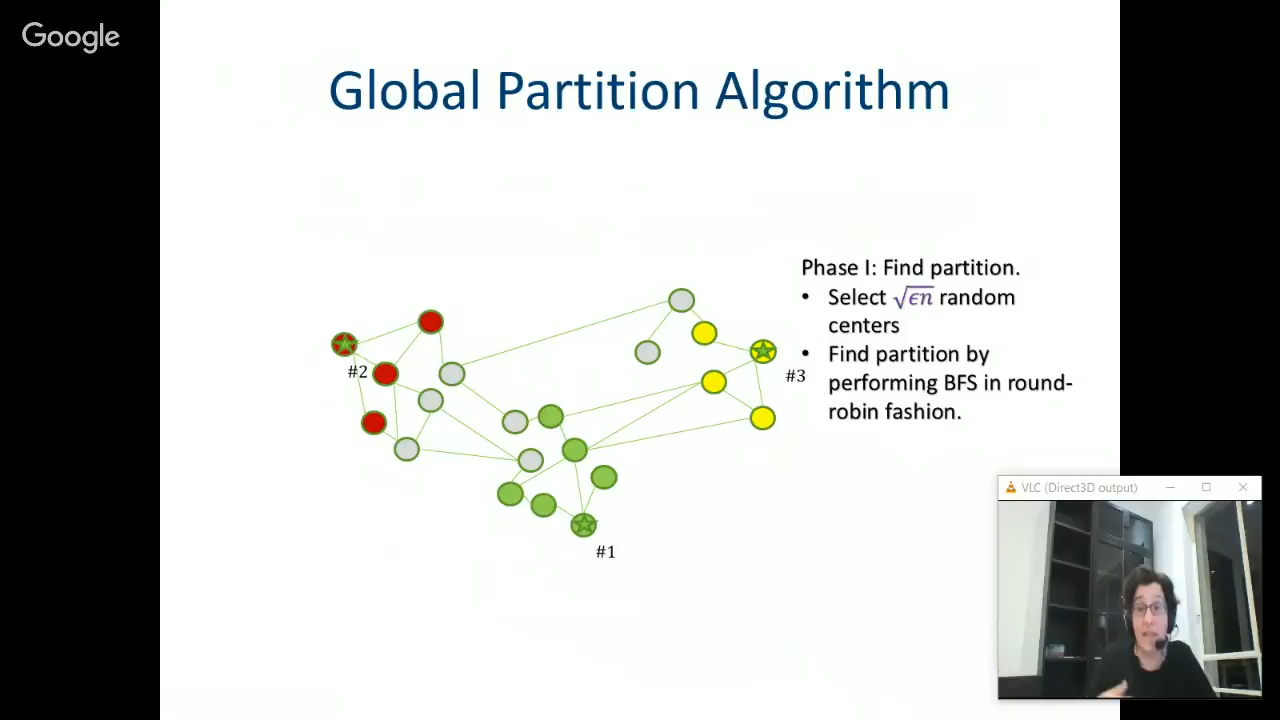 Google
Global Partition Algorithm
Phase I: Find partition.
• Select √ϵn random
centers
• Find partition by
performing BFS in round-
robin fashion.
#2
#3
#1
VLC (Direct3D output)